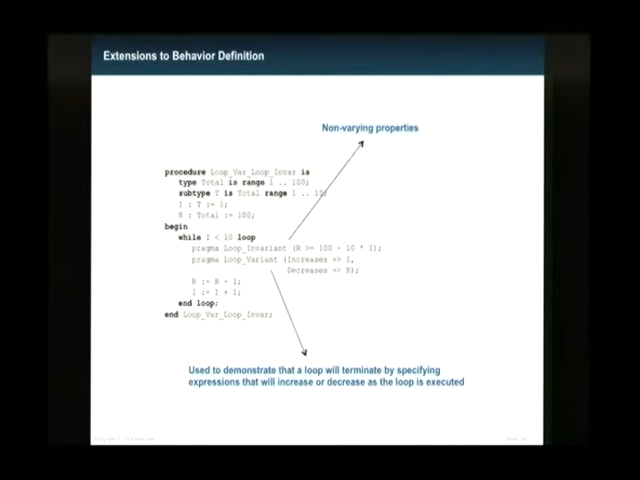 Extensions to Behavior Definition
Non-varying properties
procedure Loop_Var_Loop_Invar is
type Total is range 1 .. 100;
subtype T is Total range 1 .. 10;
I : T := 1;
R : Total := 100;
begin
while I < 10 loop
pragma Loop_Invariant (R >= 100 - 10 * I);
pragma Loop_Variant (Increases => I,
Decreases => R);
R := R - I;
I := I + 1;
end loop;
end Loop_Var_Loop_Invar;
Used to demonstrate that a loop will terminate by specifying
expressions that will increase or decrease as the loop is executed